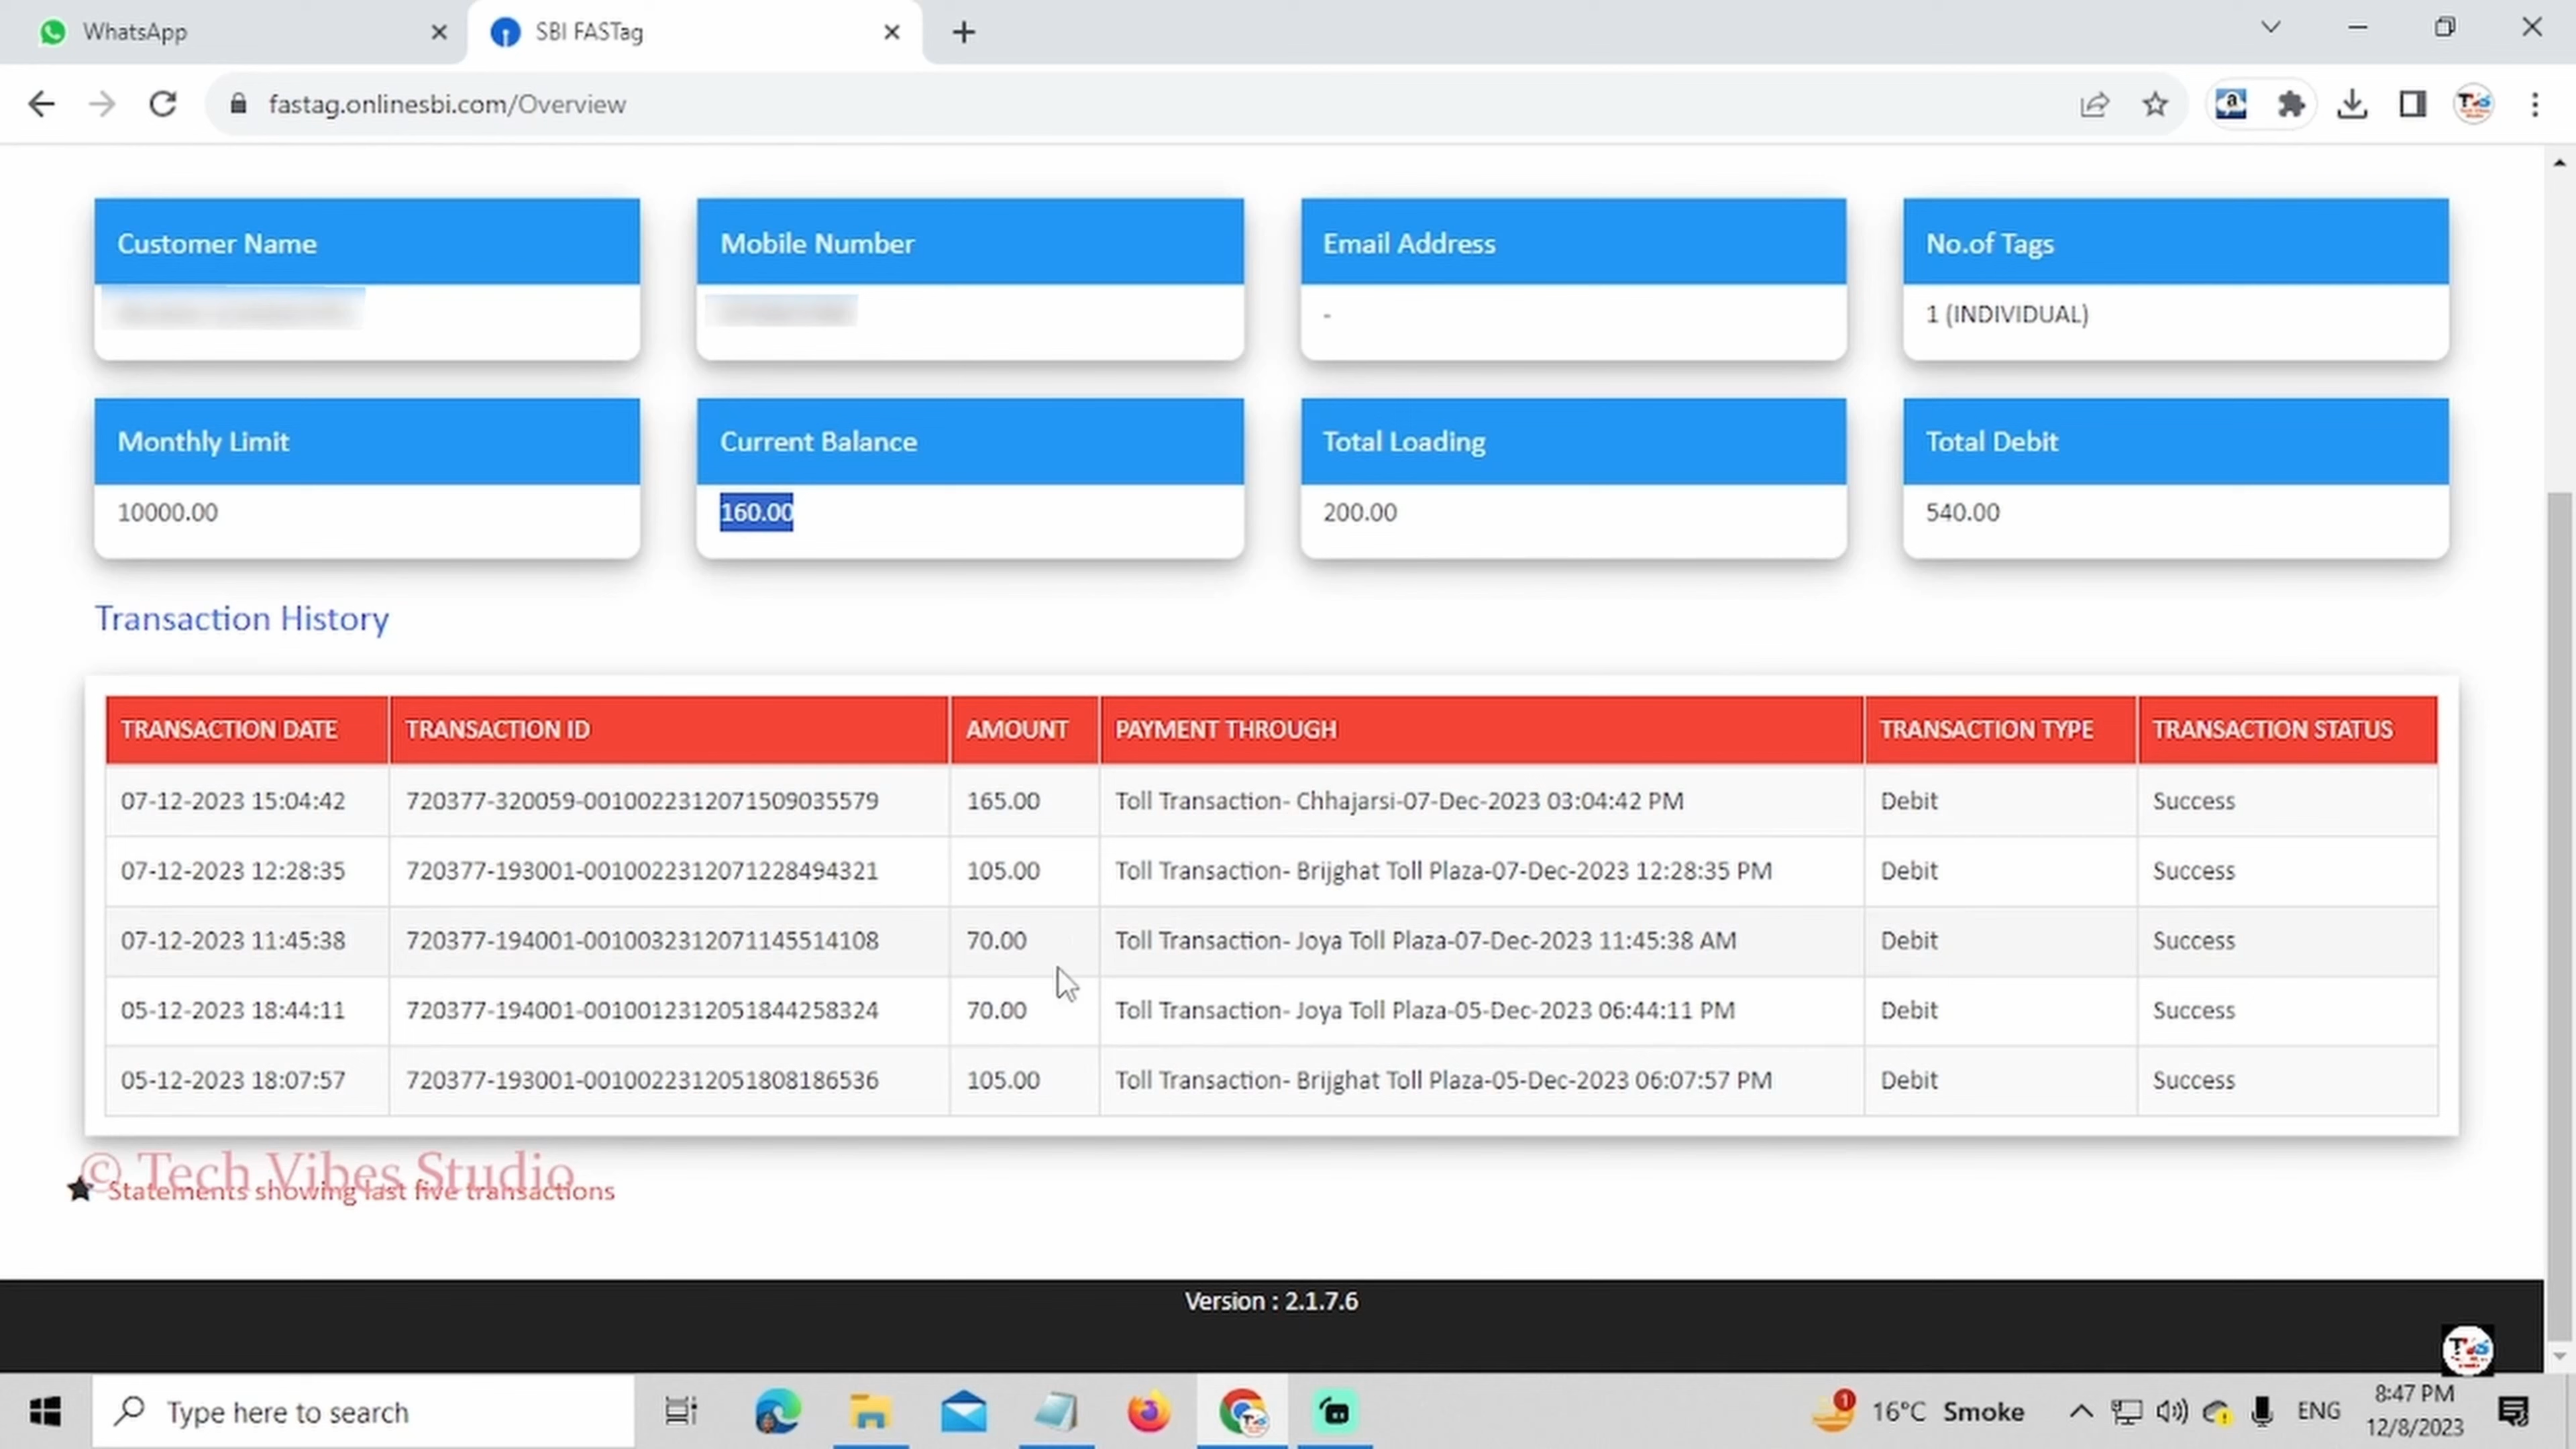 WhatsApp
SBI FASTag
fastag.onlinesbi.com/Overview
Customer Name
Mobile Number
Email Address
No.of Tags
-
1 (INDIVIDUAL)
Monthly Limit
Current Balance
Total Loading
Total Debit
10000.00
160.00
200.00
540.00
Transaction History
TRANSACTION DATE TRANSACTION ID AMOUNT PAYMENT THROUGH TRANSACTION TYPE TRANSACTION STATUS
07-12-2023 15:04:42 720377-320059-0010022312071509035579 165.00 Toll Transaction- Chhajarsi-07-Dec-2023 03:04:42 PM Debit Success
07-12-2023 12:28:35 720377-193001-0010022312071228494321 105.00 Toll Transaction- Brijghat Toll Plaza-07-Dec-2023 12:28:35 PM Debit Success
07-12-2023 11:45:38 720377-194001-0010032312071145514108 70.00 Toll Transaction- Joya Toll Plaza-07-Dec-2023 11:45:38 AM Debit Success
05-12-2023 18:44:11 720377-194001-0010012312051844258324 70.00 Toll Transaction- Joya Toll Plaza-05-Dec-2023 06:44:11 PM Debit Success
05-12-2023 18:07:57 720377-193001-0010022312051808186536 105.00 Toll Transaction- Brijghat Toll Plaza-05-Dec-2023 06:07:57 PM Debit Success
© Tech Vibes Studio
Statements showing last five transactions
Version : 2.1.7.6
Type here to search
1
16°C Smoke
ENG
8:47 PM
12/8/2023